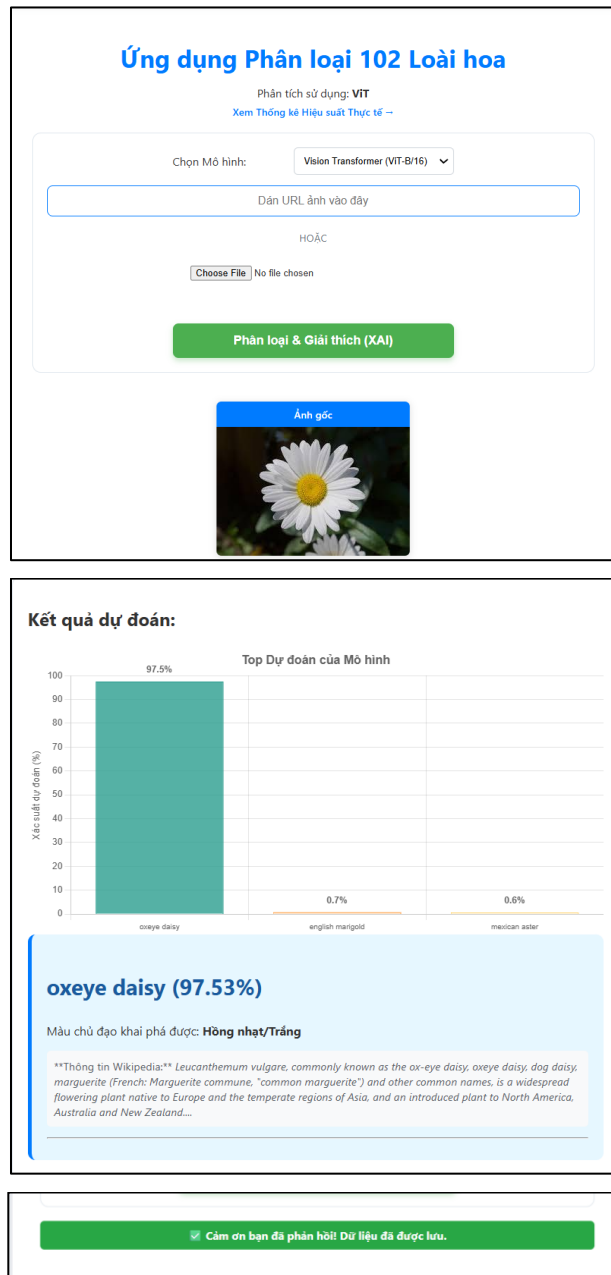 Ứng dụng Phân loại 102 Loài hoa
Phân tích sử dụng: ViT
Xem Thống kê Hiệu suất Thực tế →
Chọn Mô hình: Vision Transformer (ViT-B/16)
Dán URL ảnh vào đây
HOẶC
Choose File No file chosen
Phân loại & Giải thích (XAI)
Ảnh gốc
Kết quả dự đoán:
Top Dự đoán của Mô hình
Xác suất dự đoán (%)
100
90
80
70
60
50
40
30
20
10
0
97.5%
0.7%
0.6%
oxeye daisy
english marigold
mexican aster
oxeye daisy (97.53%)
Màu chủ đạo khai phá được: Hồng nhạt/Trắng
**Thông tin Wikipedia:** Leucanthemum vulgare, commonly known as the ox-eye daisy, oxeye daisy, dog daisy,
marguerite (French: Marguerite commune, "common marguerite") and other common names, is a widespread
flowering plant native to Europe and the temperate regions of Asia, and an introduced plant to North America,
Australia and New Zealand....
✅ Cảm ơn bạn đã phản hồi! Dữ liệu đã được lưu.